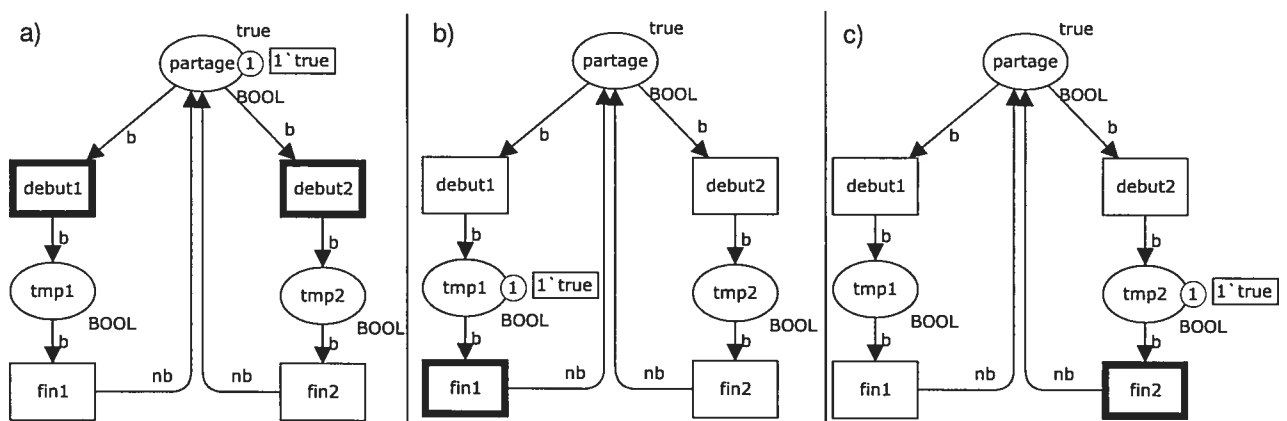 a)
true
partage
1
1`true
BOOL
b
b
debut1
debut2
b
b
tmp1
tmp2
BOOL
BOOL
b
b
fin1
nb
nb
fin2
b)
true
partage
BOOL
b
b
debut1
debut2
b
b
tmp1
1
1`true
tmp2
BOOL
BOOL
b
b
fin1
nb
nb
fin2
c)
true
partage
BOOL
b
b
debut1
debut2
b
b
tmp1
tmp2
1
1`true
BOOL
BOOL
b
b
fin1
nb
nb
fin2